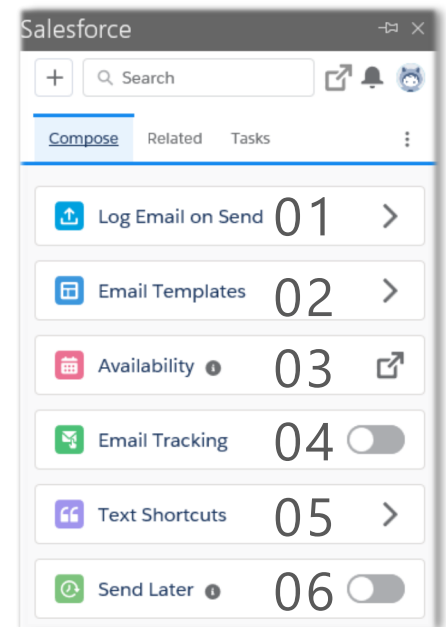 Salesforce
Search
Compose Related Tasks
Log Email on Send 01
Email Templates 02
Availability 03
Email Tracking 04
Text Shortcuts 05
Send Later 06